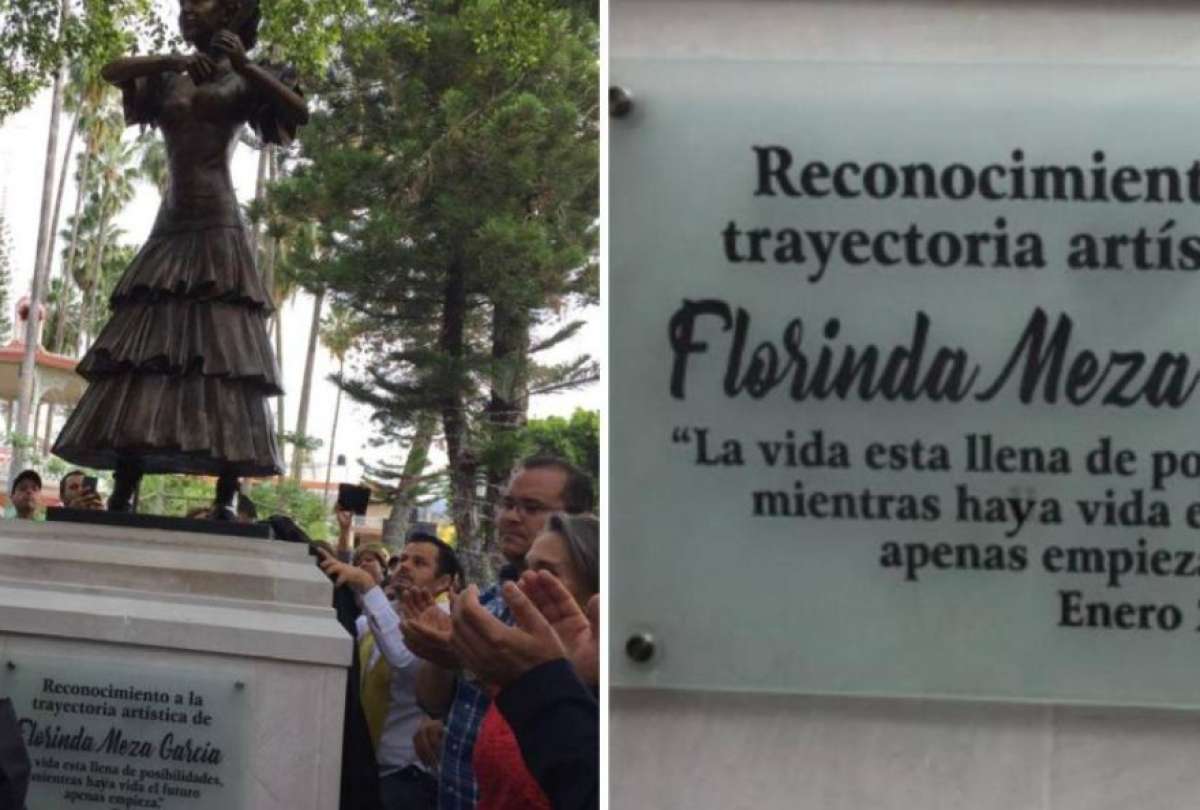 Reconocimiento a la
trayectoria artística de
Florinda Meza García
vida esta llena de posibilidades,
mientras haya vida el futuro
apenas empieza."
Reconocimient
trayectoria artís
Florinda Meza
"La vida esta llena de po
mientras haya vida e
apenas empieza
Enero